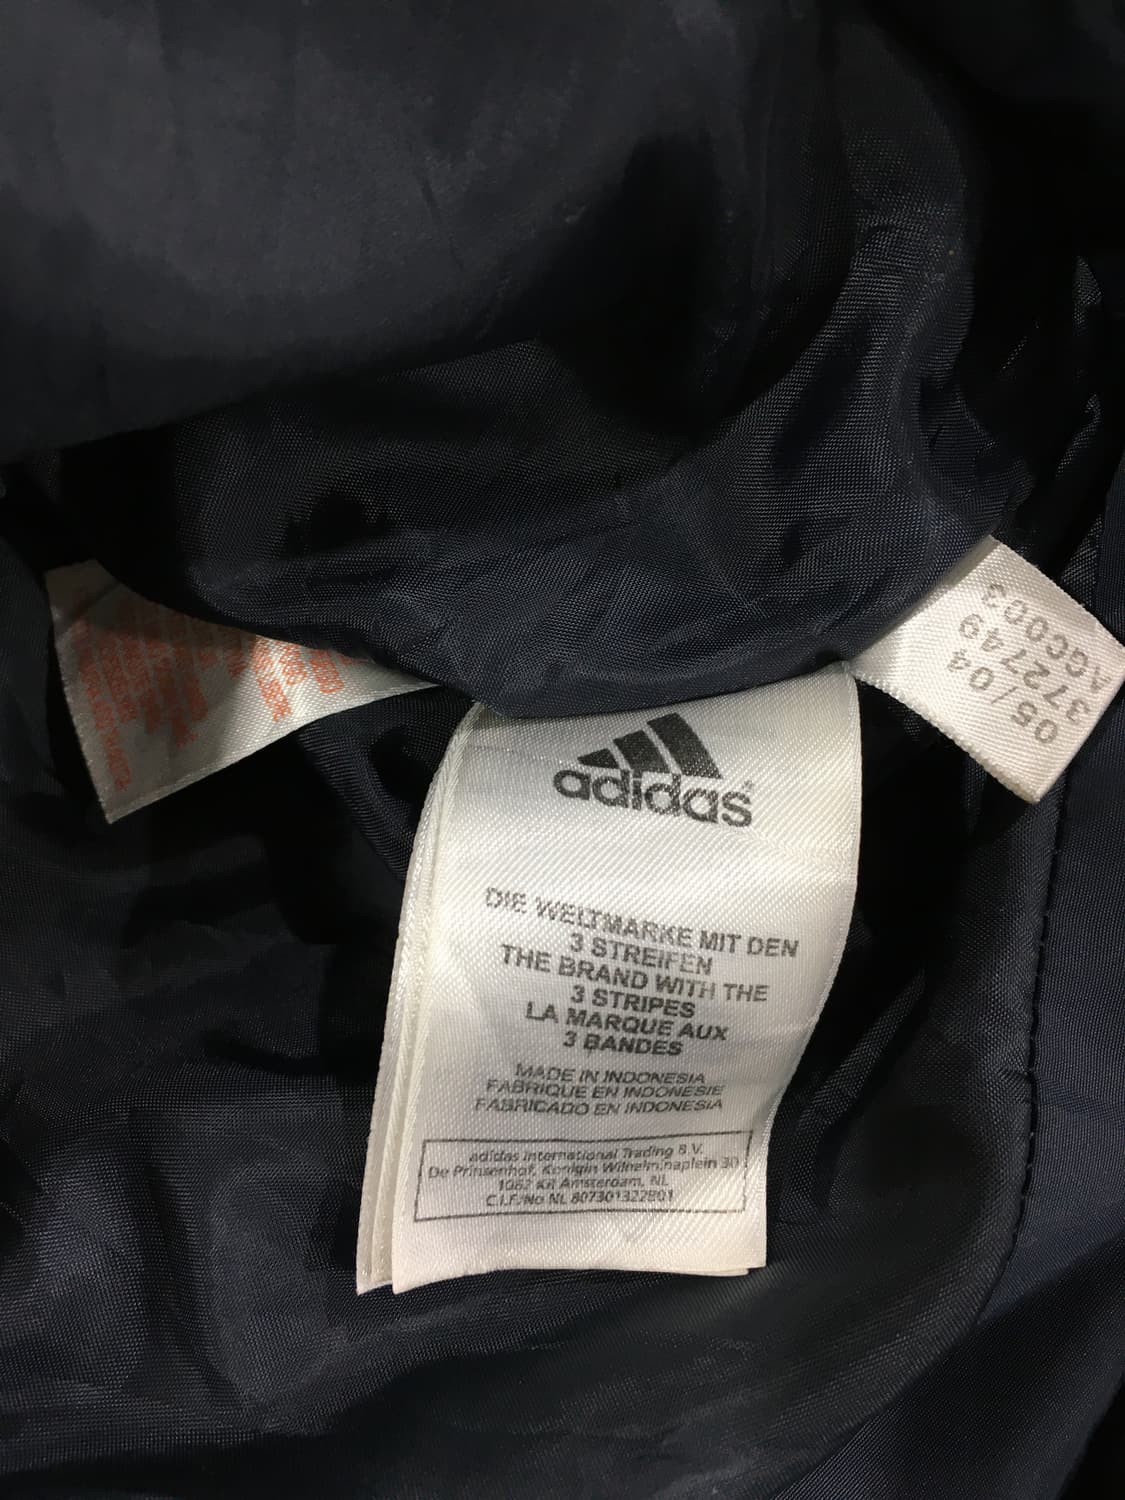 adidas
DIE WELTMARKE MIT DEN
3 STREIFEN
THE BRAND WITH THE
3 STRIPES
LA MARQUE AUX
3 BANDES
MADE IN INDONESIA
FABRIQUE EN INDONESIE
FABRICADO EN INDONESIA
adidas International Trading B.V.
De Prinsenhof, Konigin Wilhelminaplein 30
1062 KR Amsterdam, NL
C.I.F./No NL 807301322B01
05/04
372749
AGC003